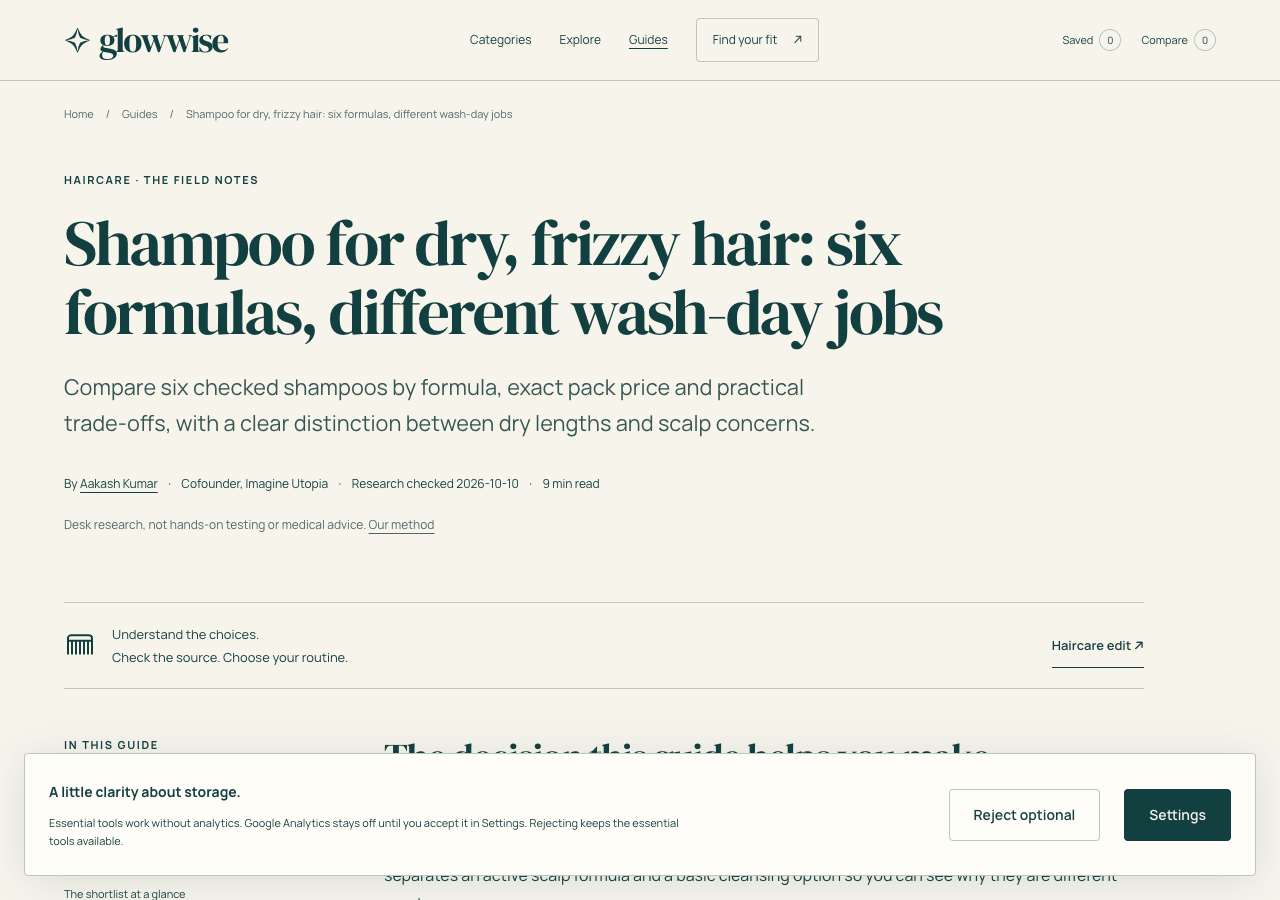 glowwise
Categories
Explore
Guides
Find your fit ↗
Saved 0
Compare 0
Home / Guides / Shampoo for dry, frizzy hair: six formulas, different wash-day jobs
HAIRCARE · THE FIELD NOTES
Shampoo for dry, frizzy hair: six
formulas, different wash-day jobs
Compare six checked shampoos by formula, exact pack price and practical
trade-offs, with a clear distinction between dry lengths and scalp concerns.
By Aakash Kumar · Cofounder, Imagine Utopia · Research checked 2026-10-10 · 9 min read
Desk research, not hands-on testing or medical advice. Our method
Understand the choices.
Check the source. Choose your routine.
Haircare edit ↗
IN THIS GUIDE
The decision this guide helps you make
A little clarity about storage.
Essential tools work without analytics. Google Analytics stays off until you accept it in Settings. Rejecting keeps the essential
tools available.
Reject optional
Settings
The shortlist at a glance
separates an active scalp formula and a basic cleansing option so you can see why they are different